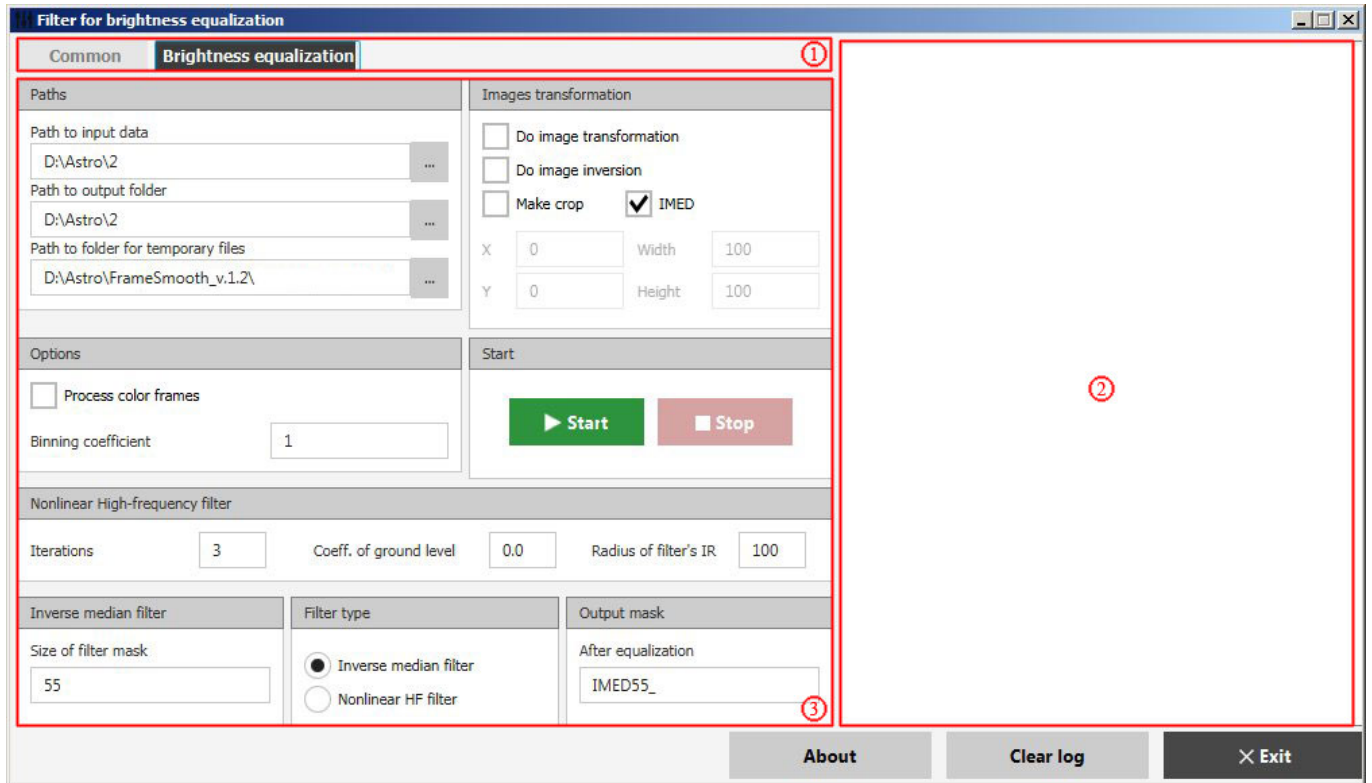 Filter for brightness equalization
Common Brightness equalization ①
Paths
Path to input data
D:\Astro\2 ...
Path to output folder
D:\Astro\2 ...
Path to folder for temporary files
D:\Astro\FrameSmooth_v.1.2\ ...
Images transformation
Do image transformation
Do image inversion
Make crop IMED
X 0 Width 100
Y 0 Height 100
Options
Process color frames
Binning coefficient 1
Start
Start Stop
Nonlinear High-frequency filter
Iterations 3 Coeff. of ground level 0.0 Radius of filter's IR 100
Inverse median filter
Size of filter mask
55
Filter type
Inverse median filter
Nonlinear HF filter
Output mask
After equalization
IMED55_
③
②
About Clear log Exit